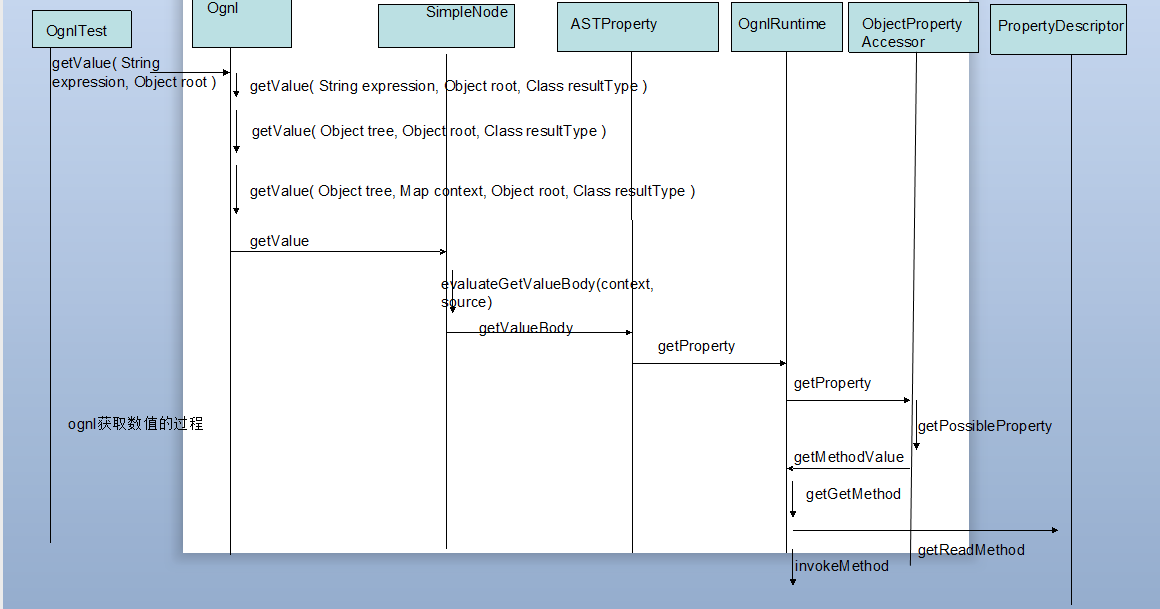 OgnlTest
Ognl
SimpleNode
ASTProperty
OgnlRuntime
ObjectProperty
Accessor
PropertyDescriptor
getValue( String
expression, Object root )
getValue( String expression, Object root, Class resultType )
getValue( Object tree, Object root, Class resultType )
getValue( Object tree, Map context, Object root, Class resultType )
getValue
evaluateGetValueBody(context,
source)
getValueBody
getProperty
getProperty
ognl获取数值的过程
getPossibleProperty
getMethodValue
getGetMethod
getReadMethod
invokeMethod